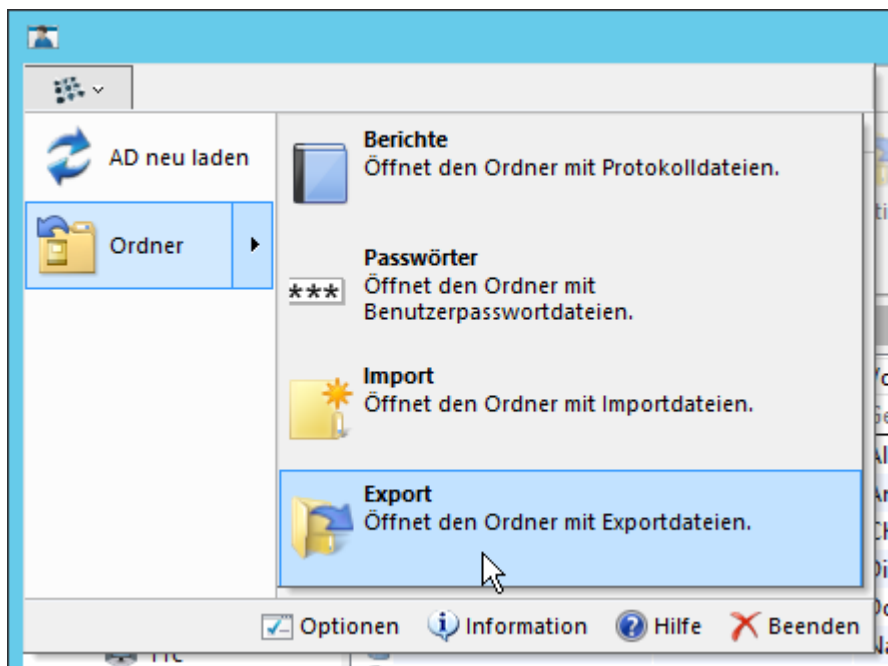 AD neu laden
Ordner
Berichte
Öffnet den Ordner mit Protokolldateien.
Passwörter
Öffnet den Ordner mit
Benutzerpasswortdateien.
Import
Öffnet den Ordner mit Importdateien.
Export
Öffnet den Ordner mit Exportdateien.
Optionen
Information
Hilfe
Beenden